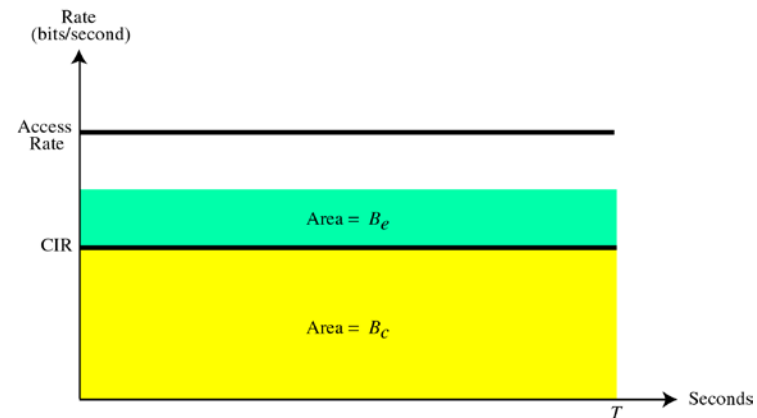 Rate
(bits/second)
Access
Rate
Area = Be
CIR
Area = Bc
Seconds
T